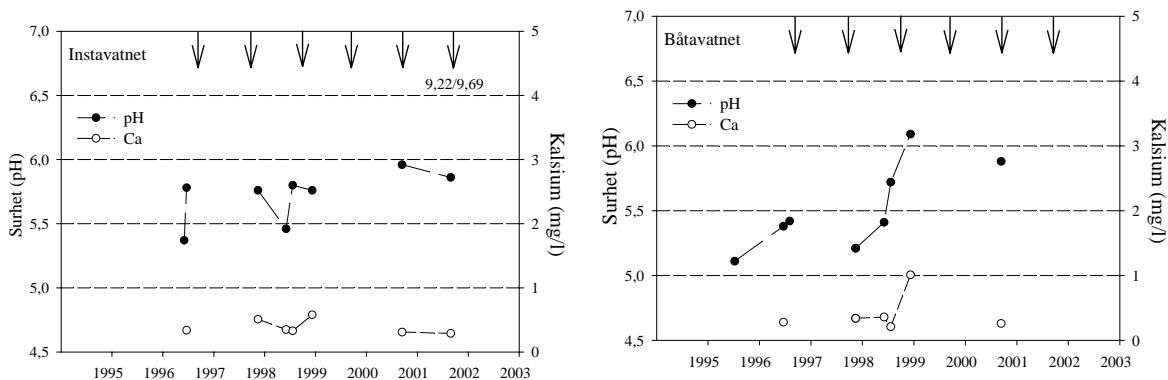 7,0
Instavatnet
5
9,22/9,69
6,5
4
pH
Ca
6,0
3
Surhet (pH)
Kalsium (mg/l)
5,5
2
5,0
1
4,5
0
1995 1996 1997 1998 1999 2000 2001 2002 2003
7,0
Båtavatnet
5
6,5
4
pH
Ca
6,0
3
Surhet (pH)
Kalsium (mg/l)
5,5
2
5,0
1
4,5
0
1995 1996 1997 1998 1999 2000 2001 2002 2003